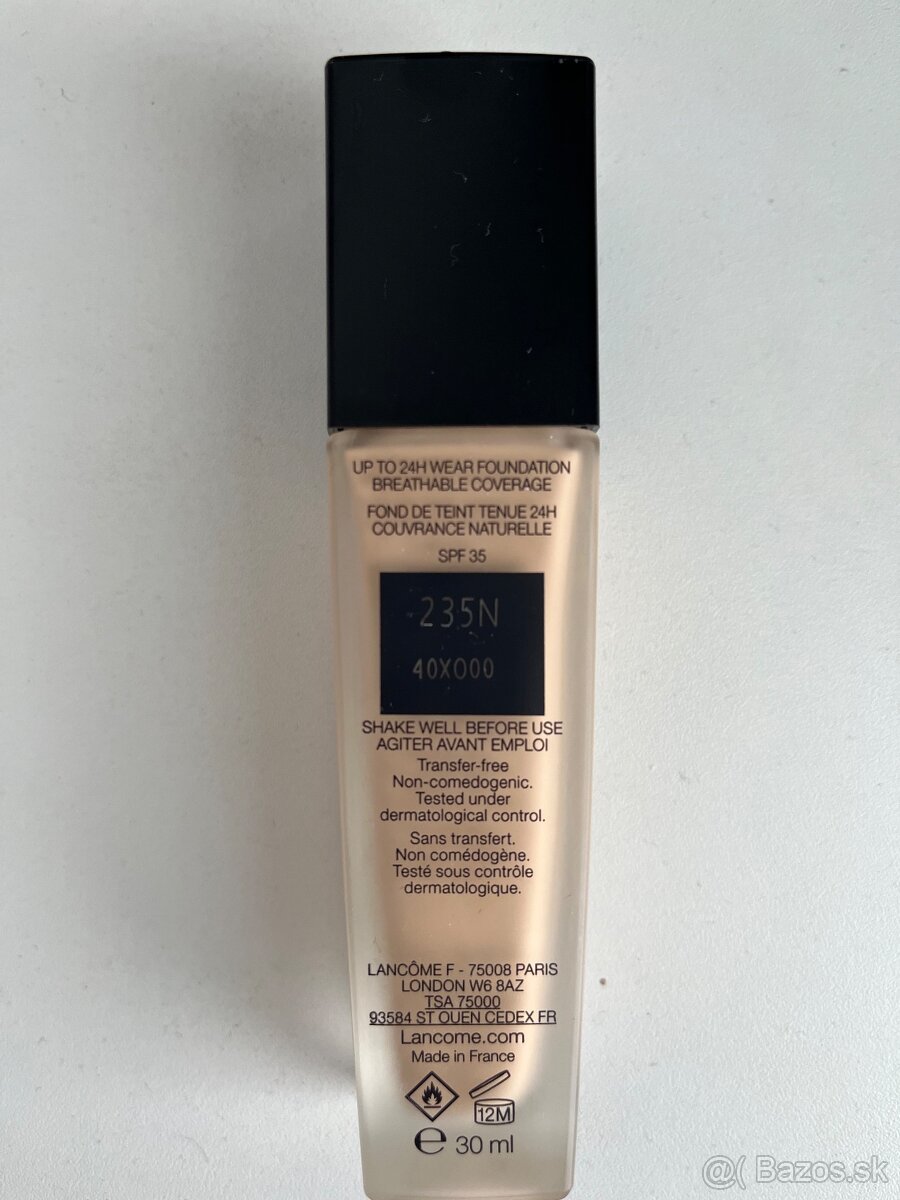 UP TO 24H WEAR FOUNDATION
BREATHABLE COVERAGE
FOND DE TEINT TENUE 24H
COUVRANCE NATURELLE
SPF 35
235N
40X000
SHAKE WELL BEFORE USE
AGITER AVANT EMPLOI
Transfer-free
Non-comedogenic.
Tested under
dermatological control.
Sans transfert.
Non comédogène.
Testé sous contrôle
dermatologique.
LANCÔME F - 75008 PARIS
LONDON W6 8AZ
TSA 75000
93584 ST OUEN CEDEX FR
Lancome.com
Made in France
12M
℮ 30 ml
@( Bazos.sk